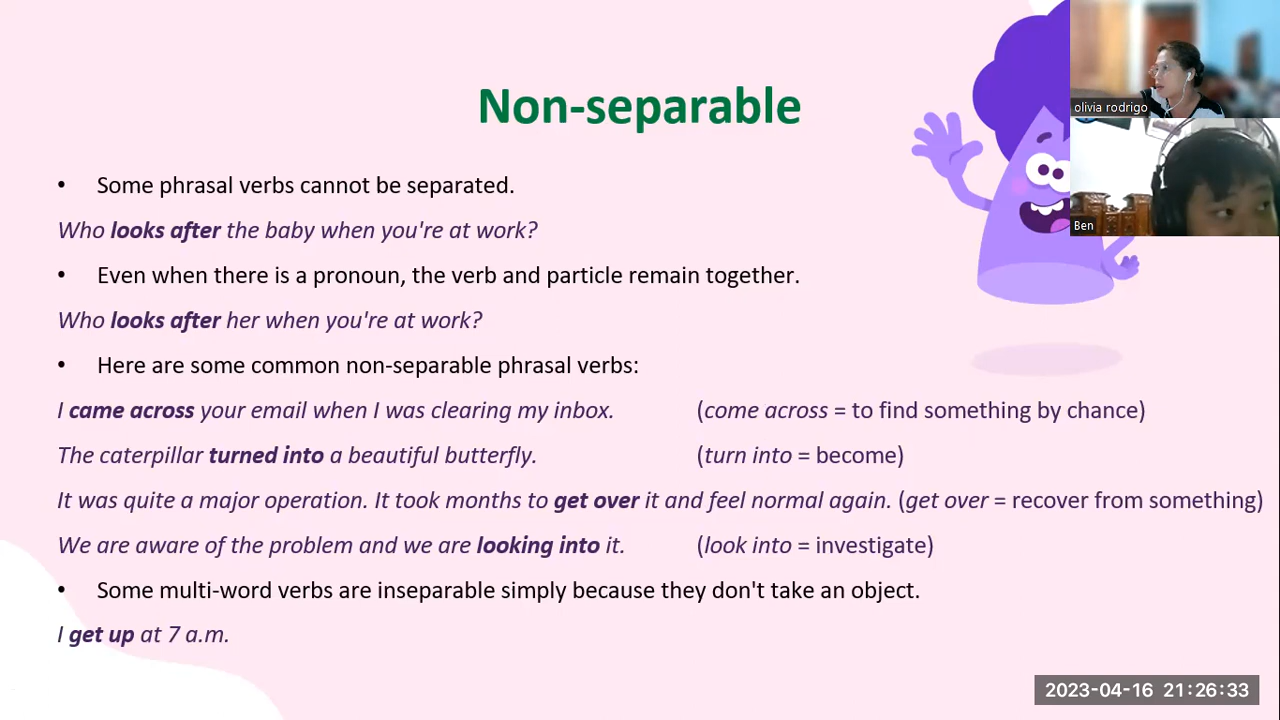 Non-separable
olivia rodrigo
Ben
• Some phrasal verbs cannot be separated.
Who looks after the baby when you're at work?
• Even when there is a pronoun, the verb and particle remain together.
Who looks after her when you're at work?
• Here are some common non-separable phrasal verbs:
I came across your email when I was clearing my inbox. (come across = to find something by chance)
The caterpillar turned into a beautiful butterfly. (turn into = become)
It was quite a major operation. It took months to get over it and feel normal again. (get over = recover from something)
We are aware of the problem and we are looking into it. (look into = investigate)
• Some multi-word verbs are inseparable simply because they don't take an object.
I get up at 7 a.m.
2023-04-16 21:26:33